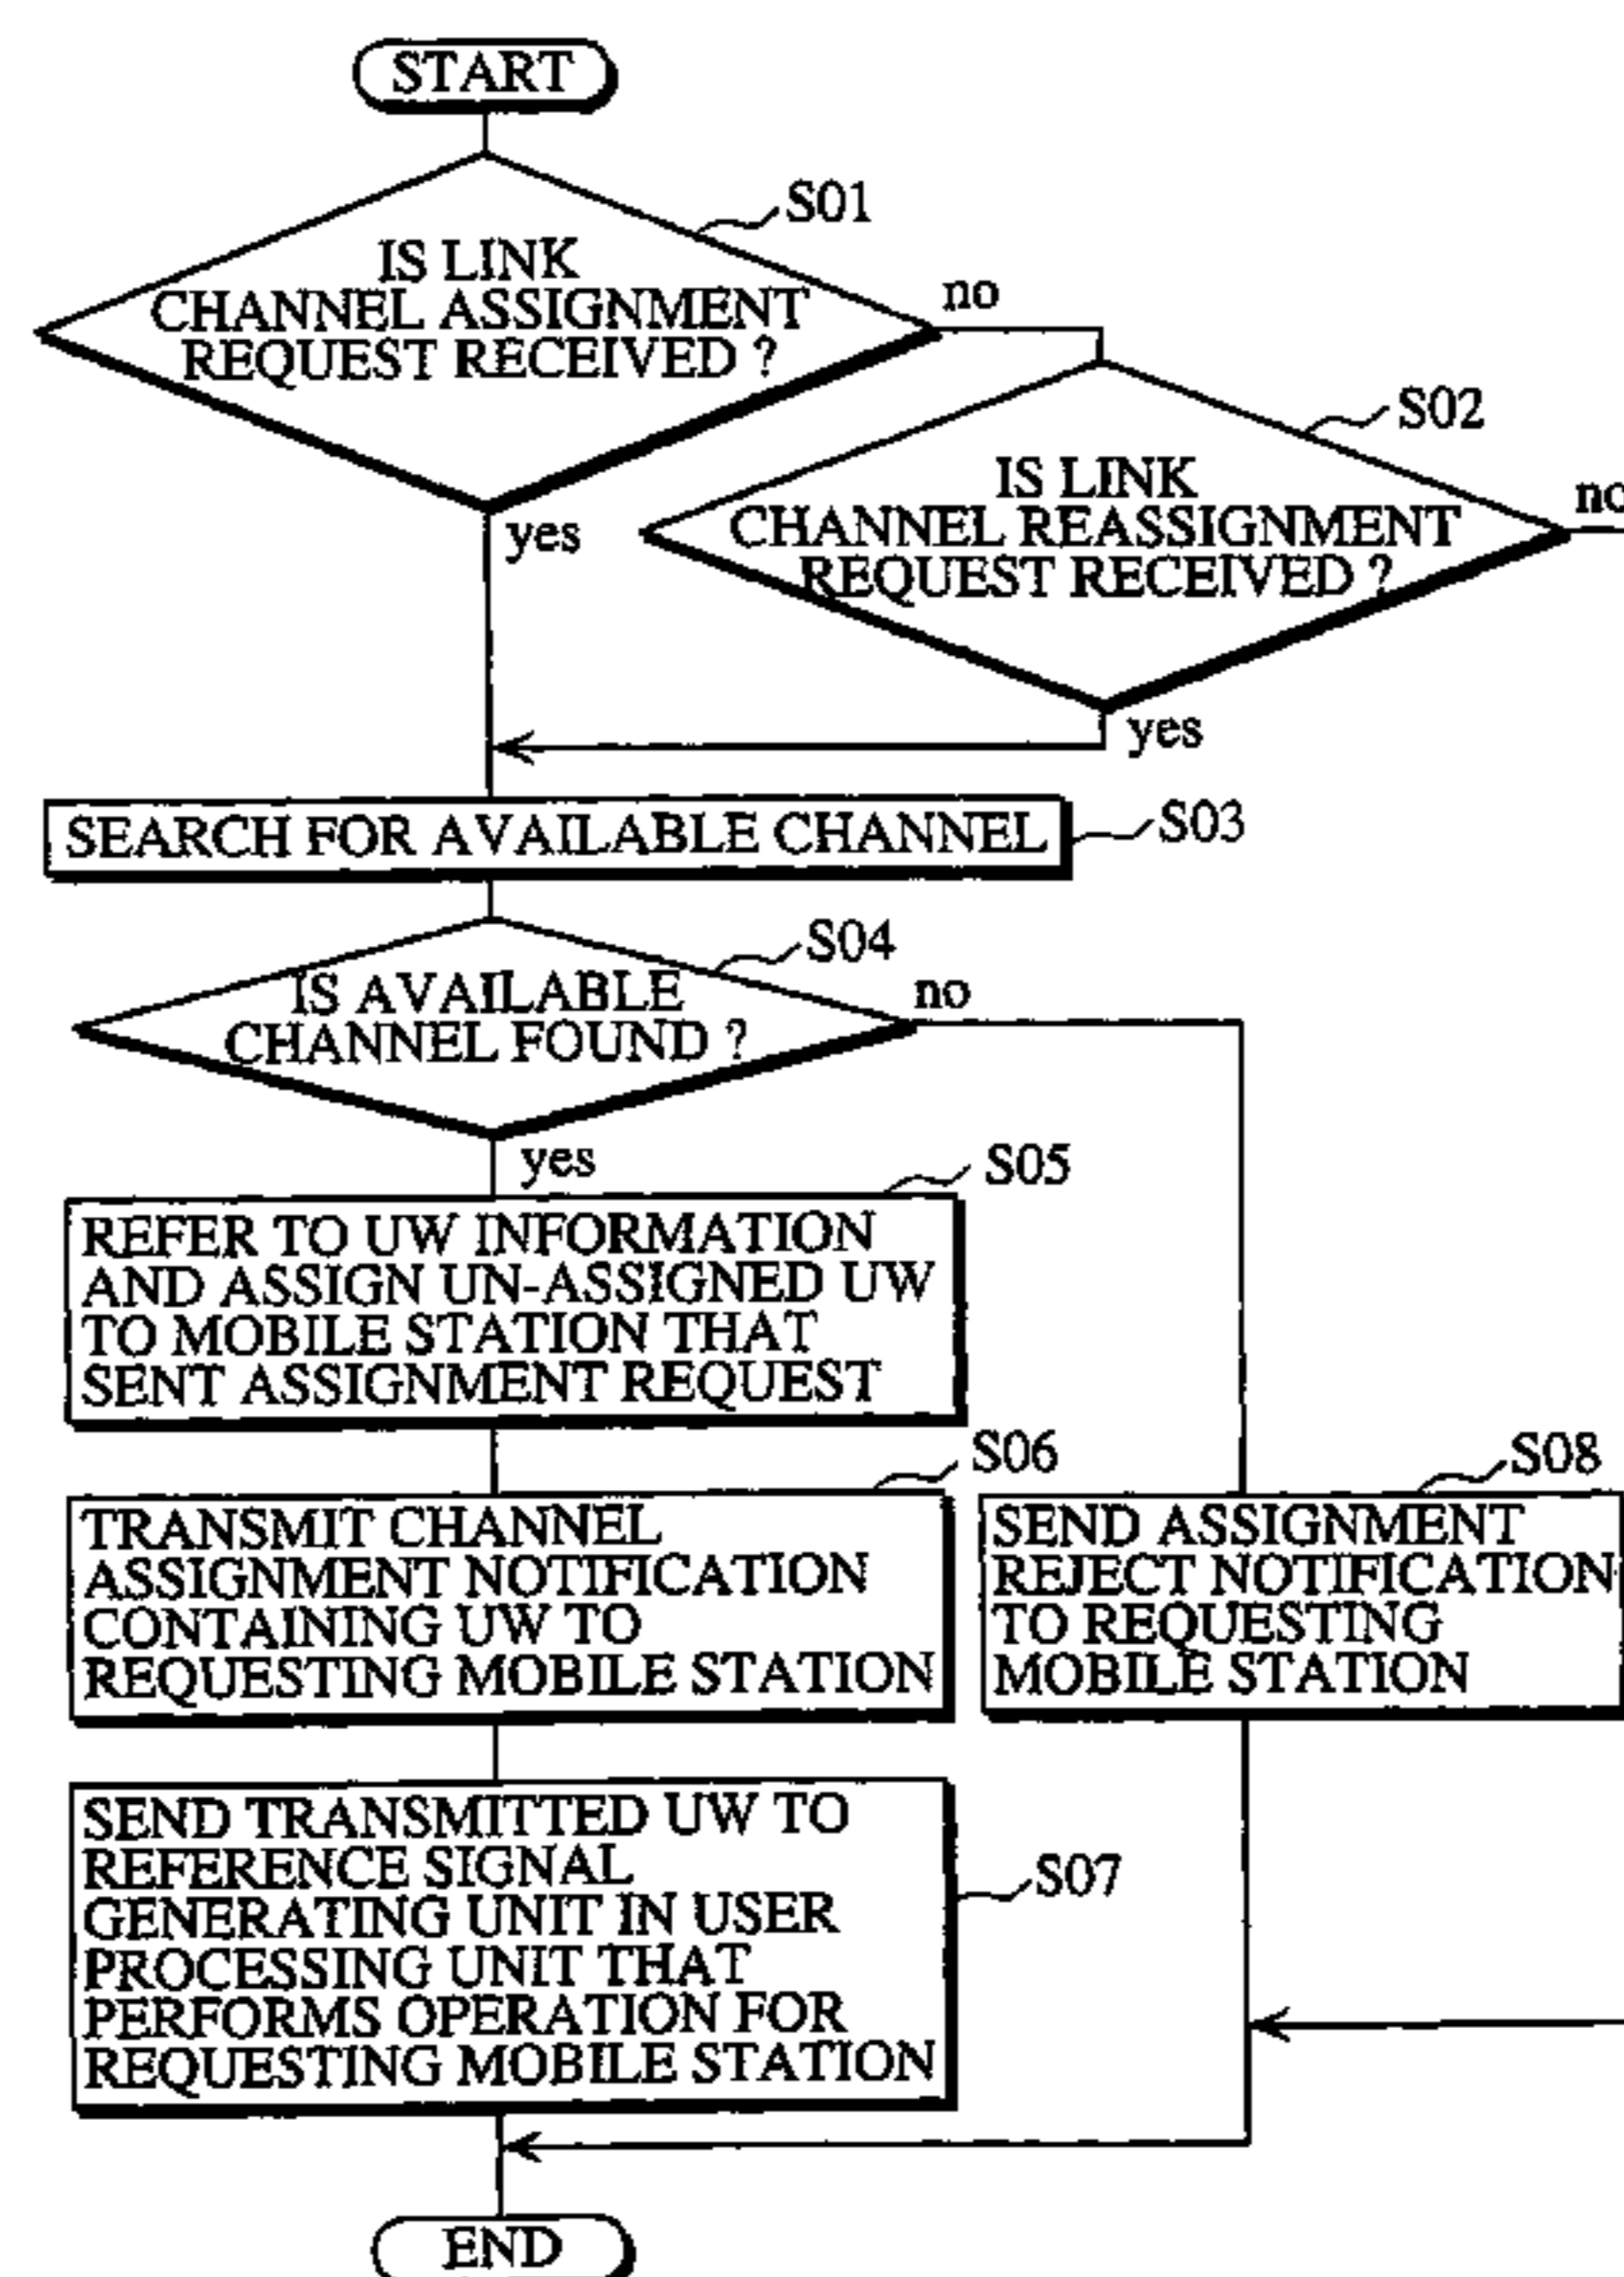 START
S01
IS LINK
CHANNEL ASSIGNMENT
REQUEST RECEIVED ?
no
yes
S02
IS LINK
CHANNEL REASSIGNMENT
REQUEST RECEIVED ?
no
yes
SEARCH FOR AVAILABLE CHANNEL
S03
S04
IS AVAILABLE
CHANNEL FOUND ?
no
yes
S05
REFER TO UW INFORMATION
AND ASSIGN UN-ASSIGNED UW
TO MOBILE STATION THAT
SENT ASSIGNMENT REQUEST
S06
TRANSMIT CHANNEL
ASSIGNMENT NOTIFICATION
CONTAINING UW TO
REQUESTING MOBILE STATION
S08
SEND ASSIGNMENT
REJECT NOTIFICATION
TO REQUESTING
MOBILE STATION
SEND TRANSMITTED UW TO
REFERENCE SIGNAL
GENERATING UNIT IN USER
PROCESSING UNIT THAT
PERFORMS OPERATION FOR
REQUESTING MOBILE STATION
S07
END